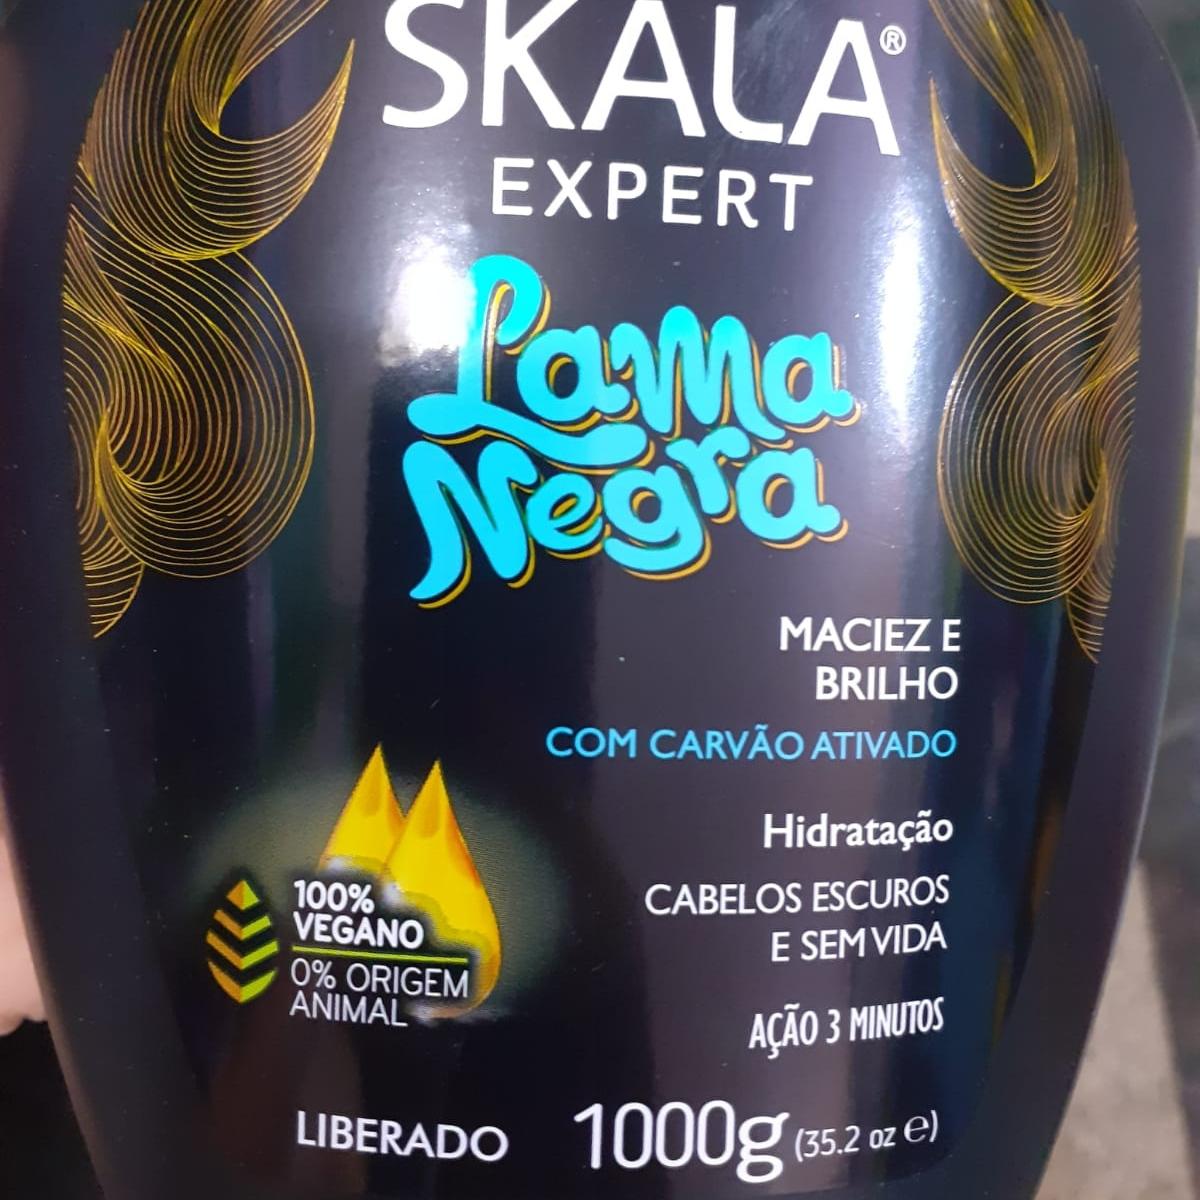 SKALA®
EXPERT
Lama
Negra
MACIEZ E
BRILHO
COM CARVÃO ATIVADO
Hidratação
CABELOS ESCUROS
E SEM VIDA
AÇÃO 3 MINUTOS
100%
VEGANO
0% ORIGEM
ANIMAL
LIBERADO 1000g (35.2 oz ℮)